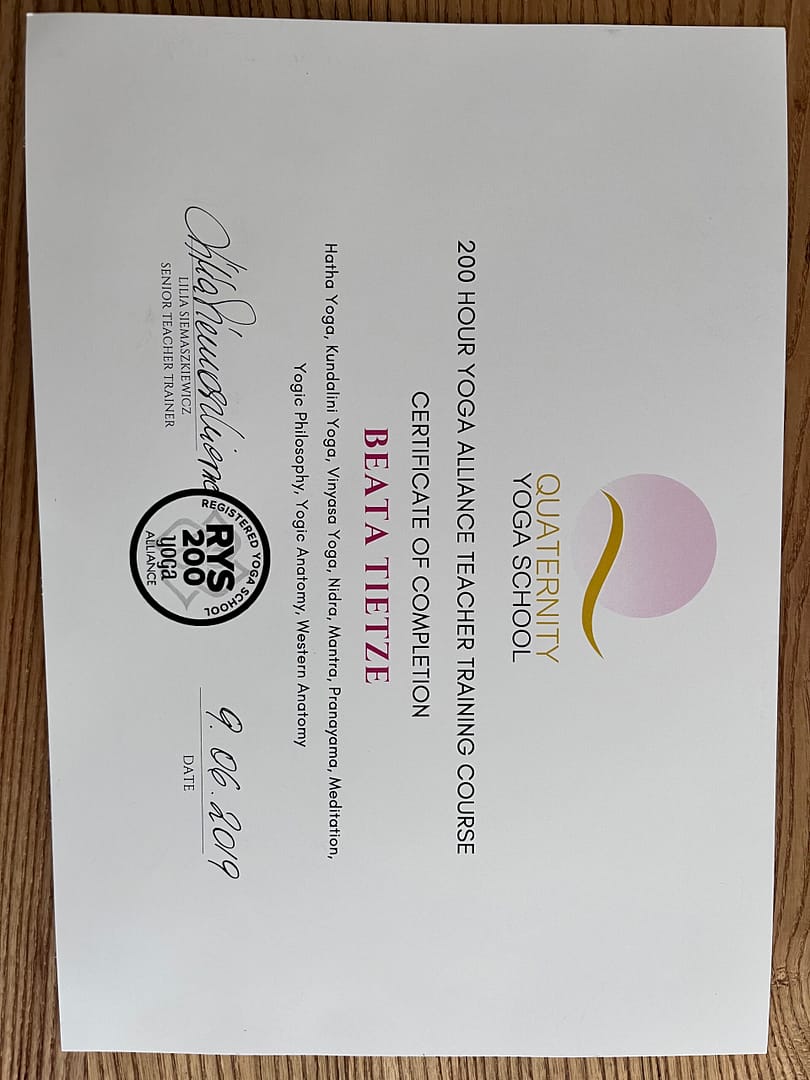 QUATERNITY
YOGA SCHOOL
200 HOUR YOGA ALLIANCE TEACHER TRAINING COURSE
CERTIFICATE OF COMPLETION
BEATA TIETZE
Hatha Yoga, Kundalini Yoga, Vinyasa Yoga, Nidra, Mantra, Pranayama, Meditation,
Yogic Philosophy, Yogic Anatomy, Western Anatomy
LILIA SIEMASZKIEWICZ
SENIOR TEACHER TRAINER
REGISTERED YOGA SCHOOL
RYS
200
yoga
ALLIANCE
9.06.2019
DATE